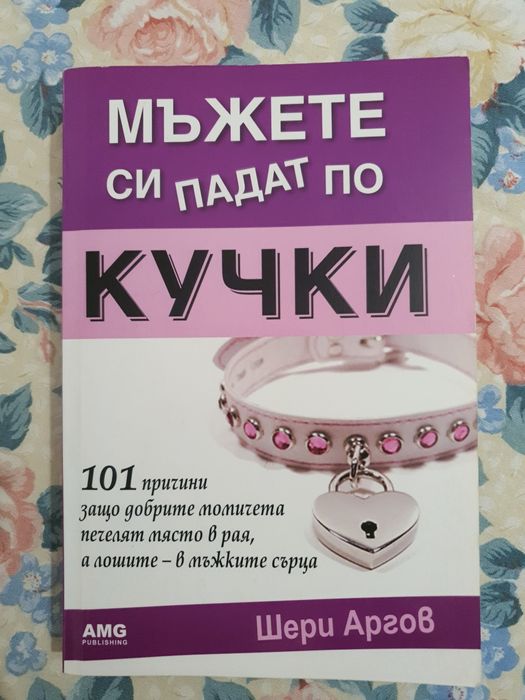 МЪЖЕТЕ
СИ ПАДАТ ПО
КУЧКИ
101 причини
защо добрите момичета
печелят място в рая,
а лошите – в мъжките сърца
AMG
PUBLISHING
Шери Аргов